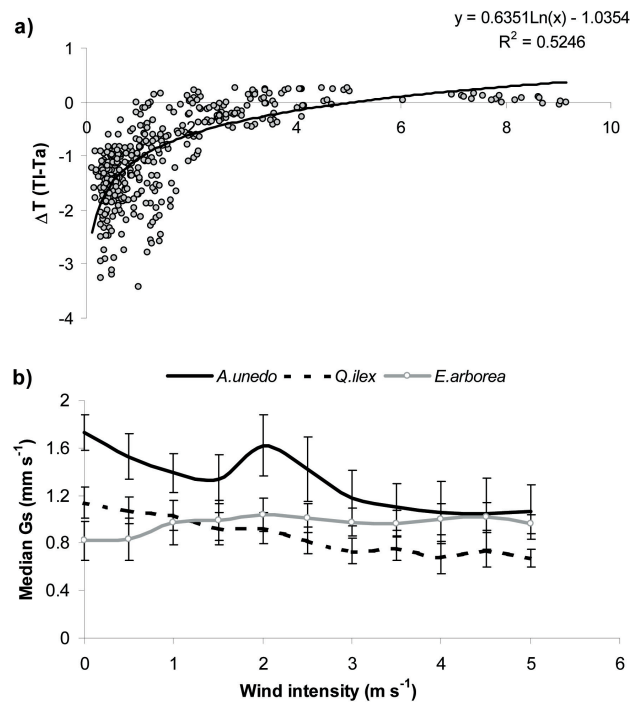 y = 0.6351Ln(x) - 1.0354
R² = 0.5246
a)
1
0
-1
-2
-3
-4
0
2
4
6
8
10
ΔT (Tl-Ta)
b)
A.unedo
Q.ilex
E.arborea
2
1.6
1.2
0.8
0.4
0
Median Gs (mm s⁻¹)
0
1
2
3
4
5
6
Wind intensity (m s⁻¹)